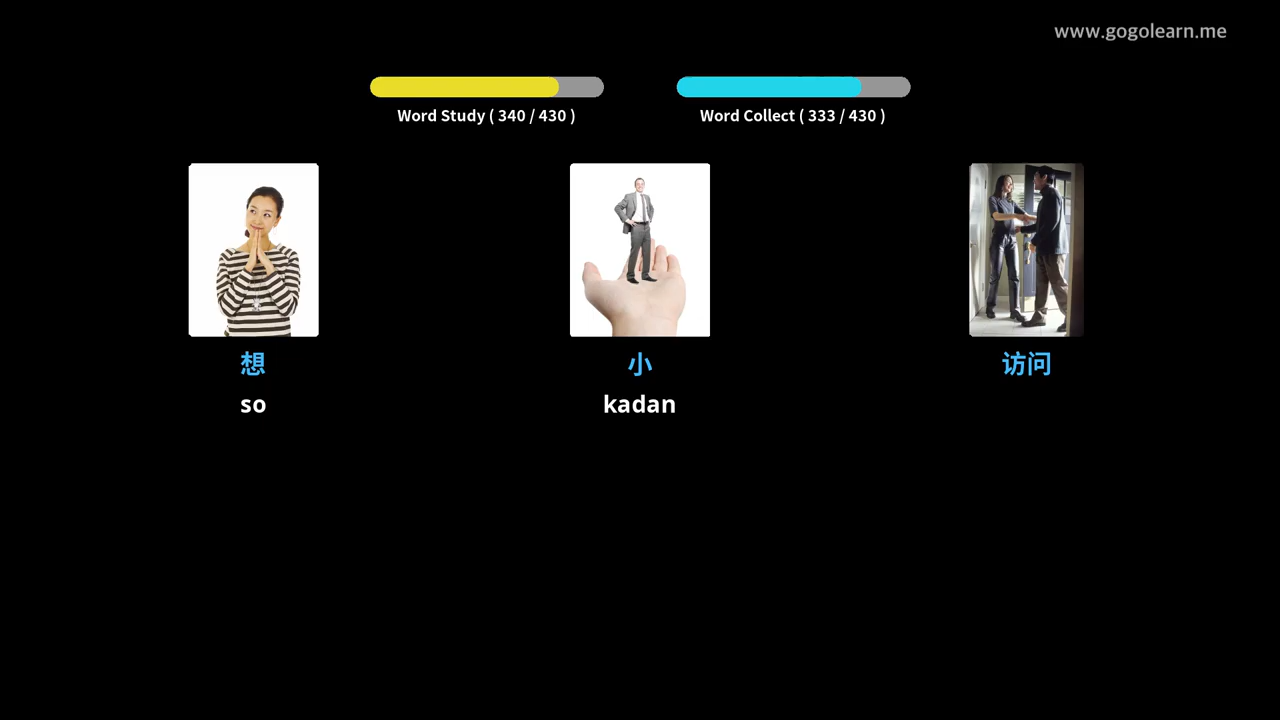 www.gogolearn.me
Word Study ( 340 / 430 )
Word Collect ( 333 / 430 )
想
小
访问
so
kadan